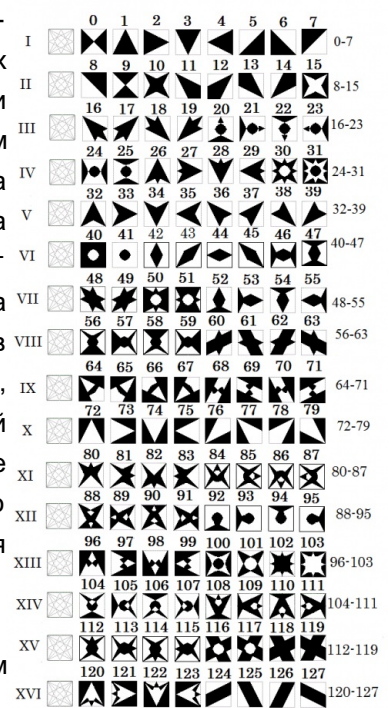 0 1 2 3 4 5 6 7
I 0-7
8 9 10 11 12 13 14 15
II 8-15
16 17 18 19 20 21 22 23
III 16-23
24 25 26 27 28 29 30 31
IV 24-31
32 33 34 35 36 37 38 39
V 32-39
40 41 42 43 44 45 46 47
VI 40-47
48 49 50 51 52 53 54 55
VII 48-55
56 57 58 59 60 61 62 63
VIII 56-63
64 65 66 67 68 69 70 71
IX 64-71
72 73 74 75 76 77 78 79
X 72-79
80 81 82 83 84 85 86 87
XI 80-87
88 89 90 91 92 93 94 95
XII 88-95
96 97 98 99 100 101 102 103
XIII 96-103
104 105 106 107 108 109 110 111
XIV 104-111
112 113 114 115 116 117 118 119
XV 112-119
120 121 122 123 124 125 126 127
XVI 120-127